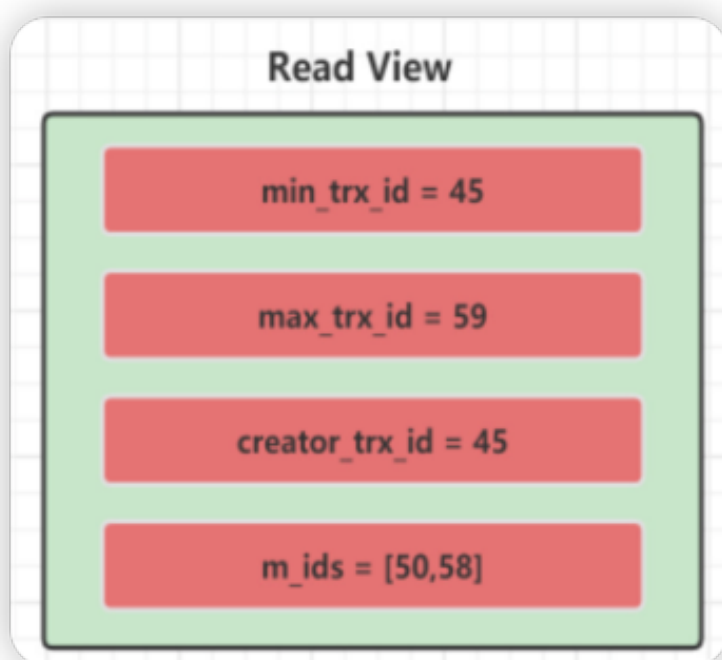 Read View
min_trx_id = 45
max_trx_id = 59
creator_trx_id = 45
m_ids = [50,58]